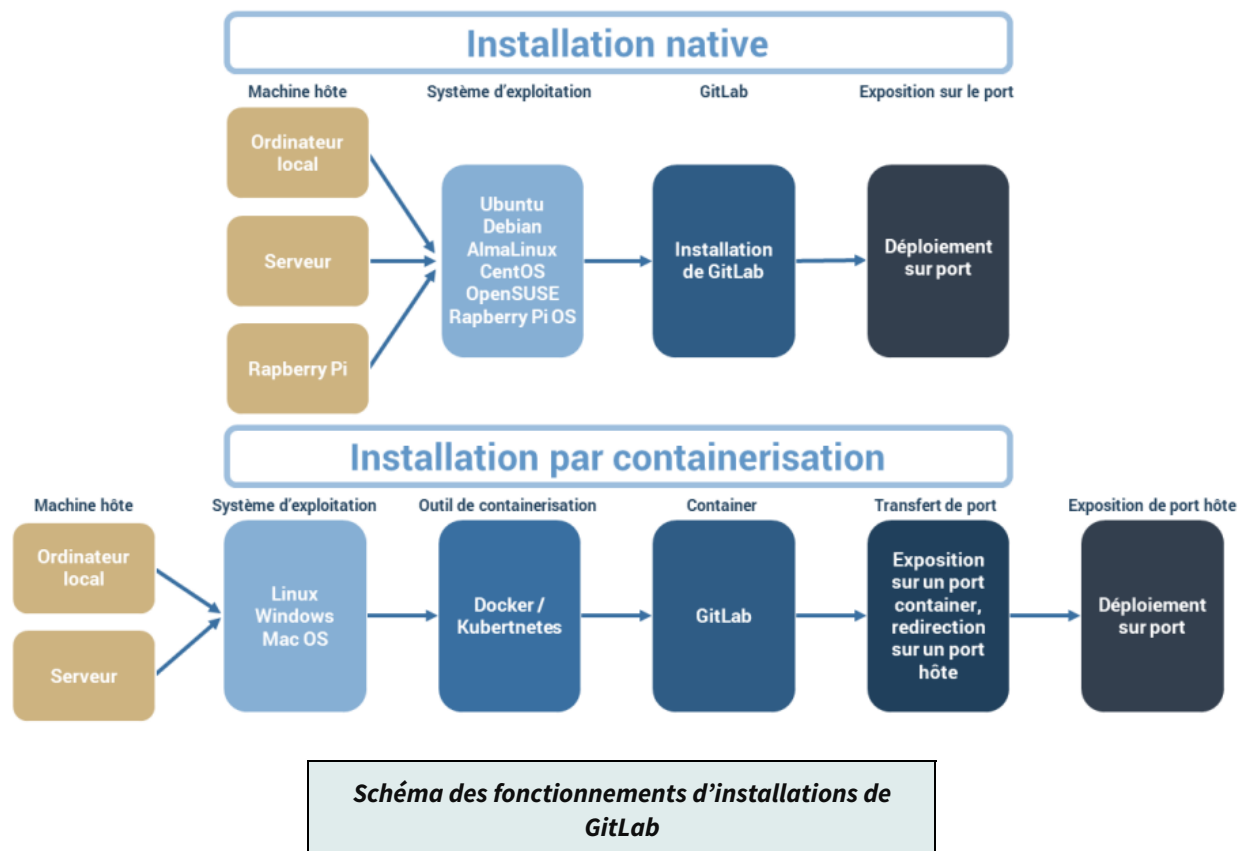 Installation native
Machine hôte
Système d'exploitation
GitLab
Exposition sur le port
Ordinateur
local
Serveur
Rapberry Pi
Ubuntu
Debian
AlmaLinux
CentOS
OpenSUSE
Rapberry Pi OS
Installation
de GitLab
Déploiement
sur port
Installation par containerisation
Machine hôte
Système d'exploitation
Outil de containerisation
Container
Transfert de port
Exposition de port hôte
Ordinateur
local
Serveur
Linux
Windows
Mac OS
Docker /
Kubertnetes
GitLab
Exposition
sur un port
container,
redirection
sur un port
hôte
Déploiement
sur port
Schéma des fonctionnements d'installations de
GitLab